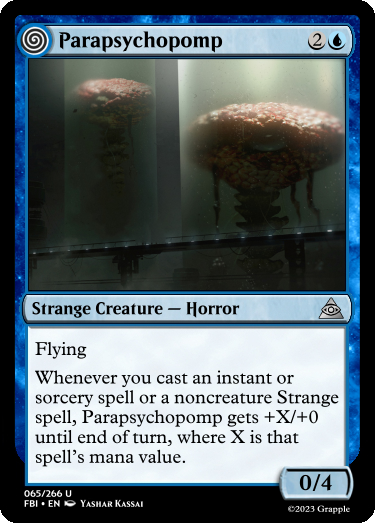 Parapsychopomp 2
Strange Creature — Horror
Flying
Whenever you cast an instant or
sorcery spell or a noncreature Strange
spell, Parapsychopomp gets +X/+0
until end of turn, where X is that
spell's mana value.
0/4
065/266 U
FBI • EN Yashar Kassai
©2023 Grapple